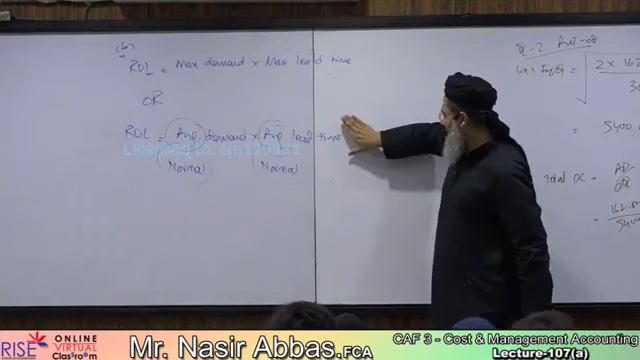 (b)
ROL = Max demand × Max lead time
OR
ROL = Avg demand × Avg lead time
Normal Normal
Q.2 Aut-08
(a) EOQ = 2 × 162
= 5400
Total OC = AD
= 162.m
RISE
ONLINE
VIRTUAL
Classroom
Mr. Nasir Abbas.FCA
CAF 3 - Cost & Management Accounting
Lecture-107(a)